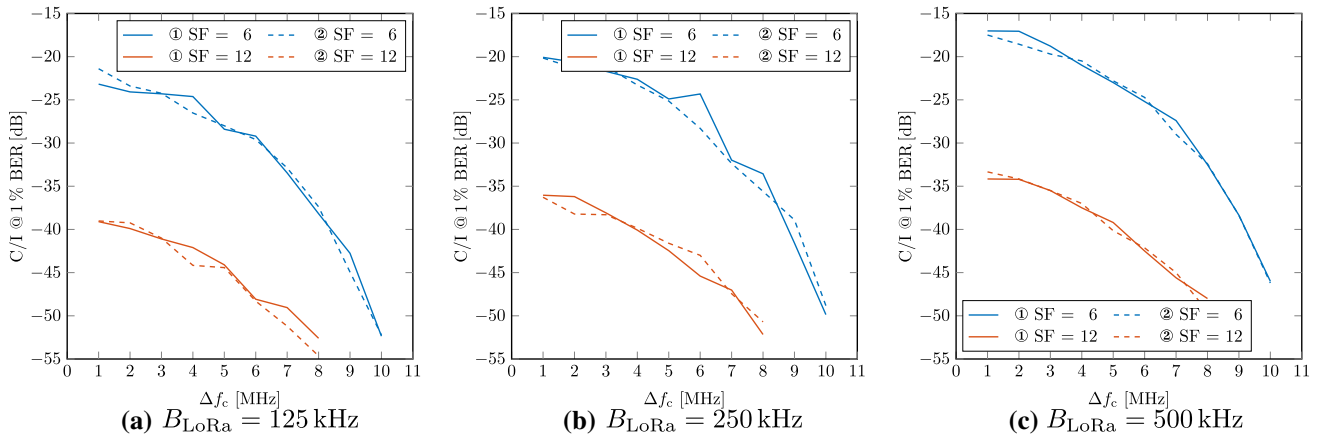 −15
−20
−25
−30
−35
−40
−45
−50
−55
0 1 2 3 4 5 6 7 8 9 10 11
C/I @ 1 % BER [dB]
Δf_c [MHz]
① SF = 6 ② SF = 6
① SF = 12 ② SF = 12
(a) B_LoRa = 125 kHz
−15
−20
−25
−30
−35
−40
−45
−50
−55
0 1 2 3 4 5 6 7 8 9 10 11
C/I @ 1 % BER [dB]
Δf_c [MHz]
① SF = 6 ② SF = 6
① SF = 12 ② SF = 12
(b) B_LoRa = 250 kHz
−15
−20
−25
−30
−35
−40
−45
−50
−55
0 1 2 3 4 5 6 7 8 9 10 11
C/I @ 1 % BER [dB]
Δf_c [MHz]
① SF = 6 ② SF = 6
① SF = 12 ② SF = 12
(c) B_LoRa = 500 kHz